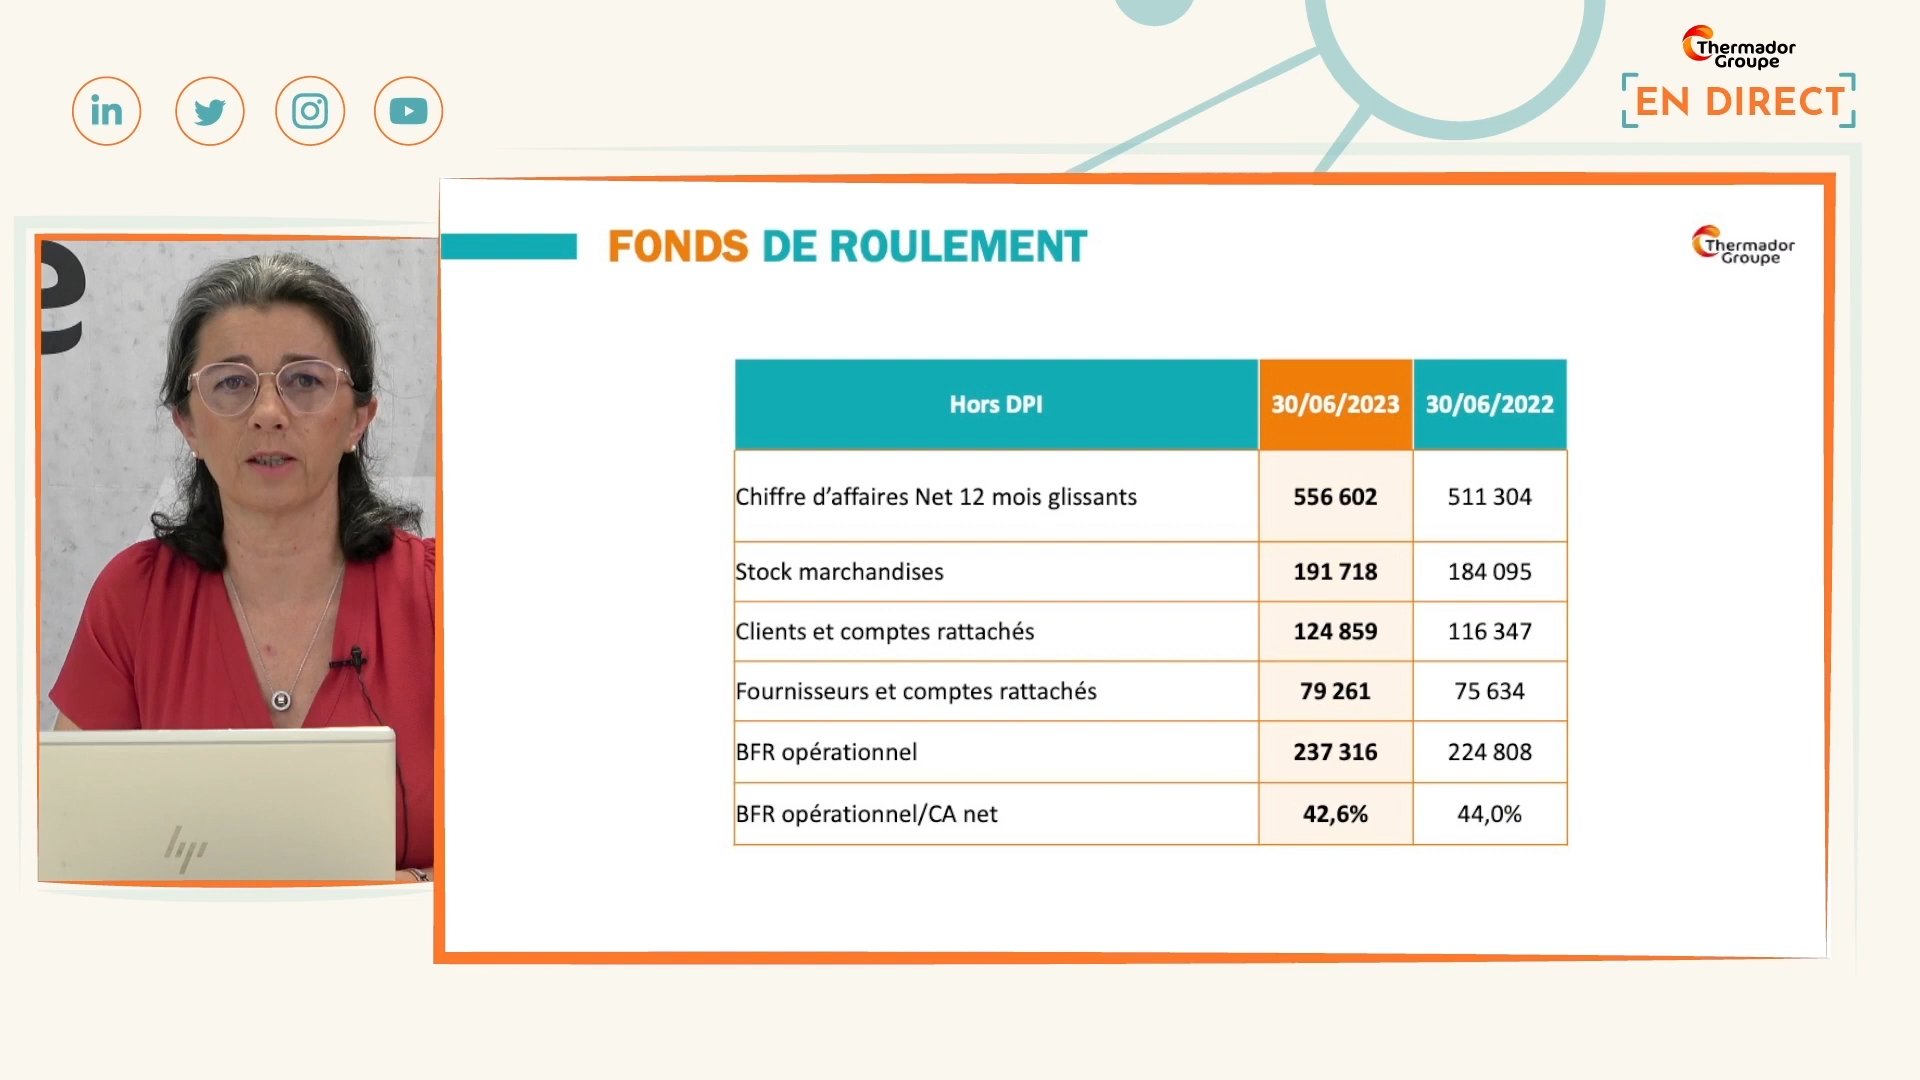 Thermador
Groupe
EN DIRECT
in
FONDS DE ROULEMENT
Thermador
Groupe
Hors DPI 30/06/2023 30/06/2022
Chiffre d’affaires Net 12 mois glissants 556 602 511 304
Stock marchandises 191 718 184 095
Clients et comptes rattachés 124 859 116 347
Fournisseurs et comptes rattachés 79 261 75 634
BFR opérationnel 237 316 224 808
BFR opérationnel/CA net 42,6% 44,0%
e
hp